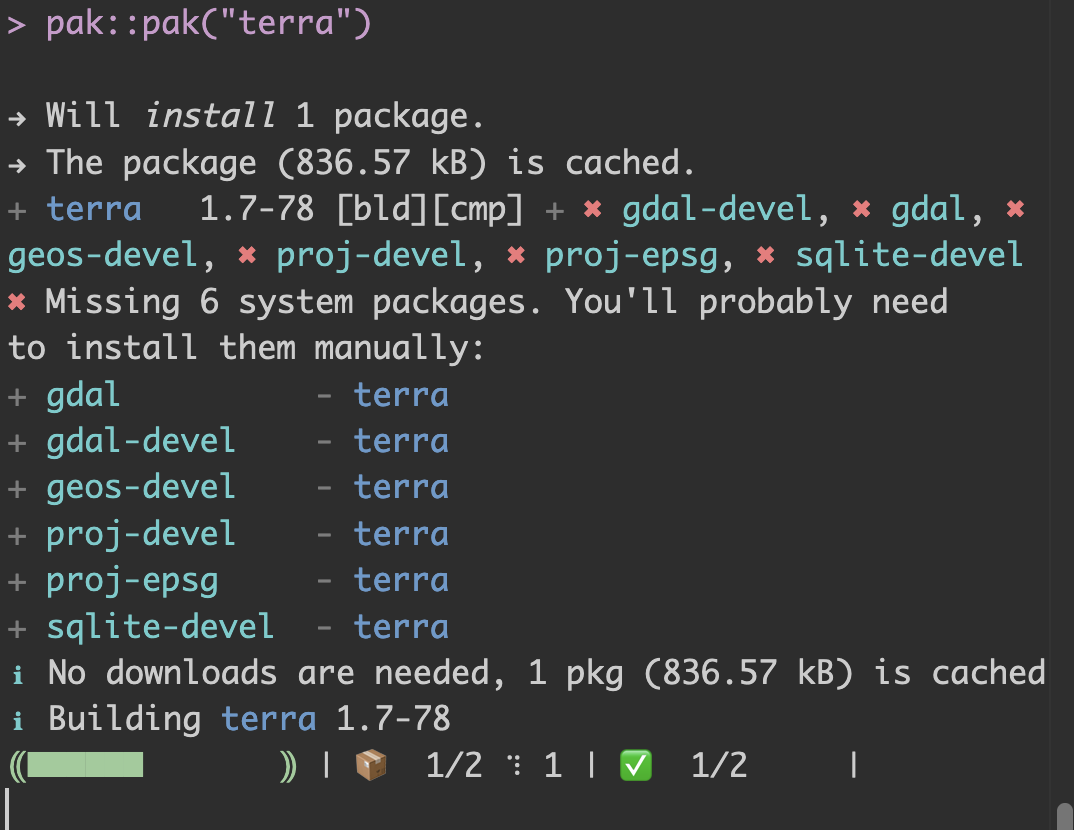 > pak::pak("terra")
→ Will install 1 package.
→ The package (836.57 kB) is cached.
+ terra   1.7-78 [bld][cmp] + ✖ gdal-devel, ✖ gdal, ✖
geos-devel, ✖ proj-devel, ✖ proj-epsg, ✖ sqlite-devel
✖ Missing 6 system packages. You'll probably need
to install them manually:
+ gdal          - terra
+ gdal-devel    - terra
+ geos-devel    - terra
+ proj-devel    - terra
+ proj-epsg     - terra
+ sqlite-devel  - terra
ℹ No downloads are needed, 1 pkg (836.57 kB) is cached
ℹ Building terra 1.7-78
| 📦  1/2 ⠙ 1 | ✅  1/2     |